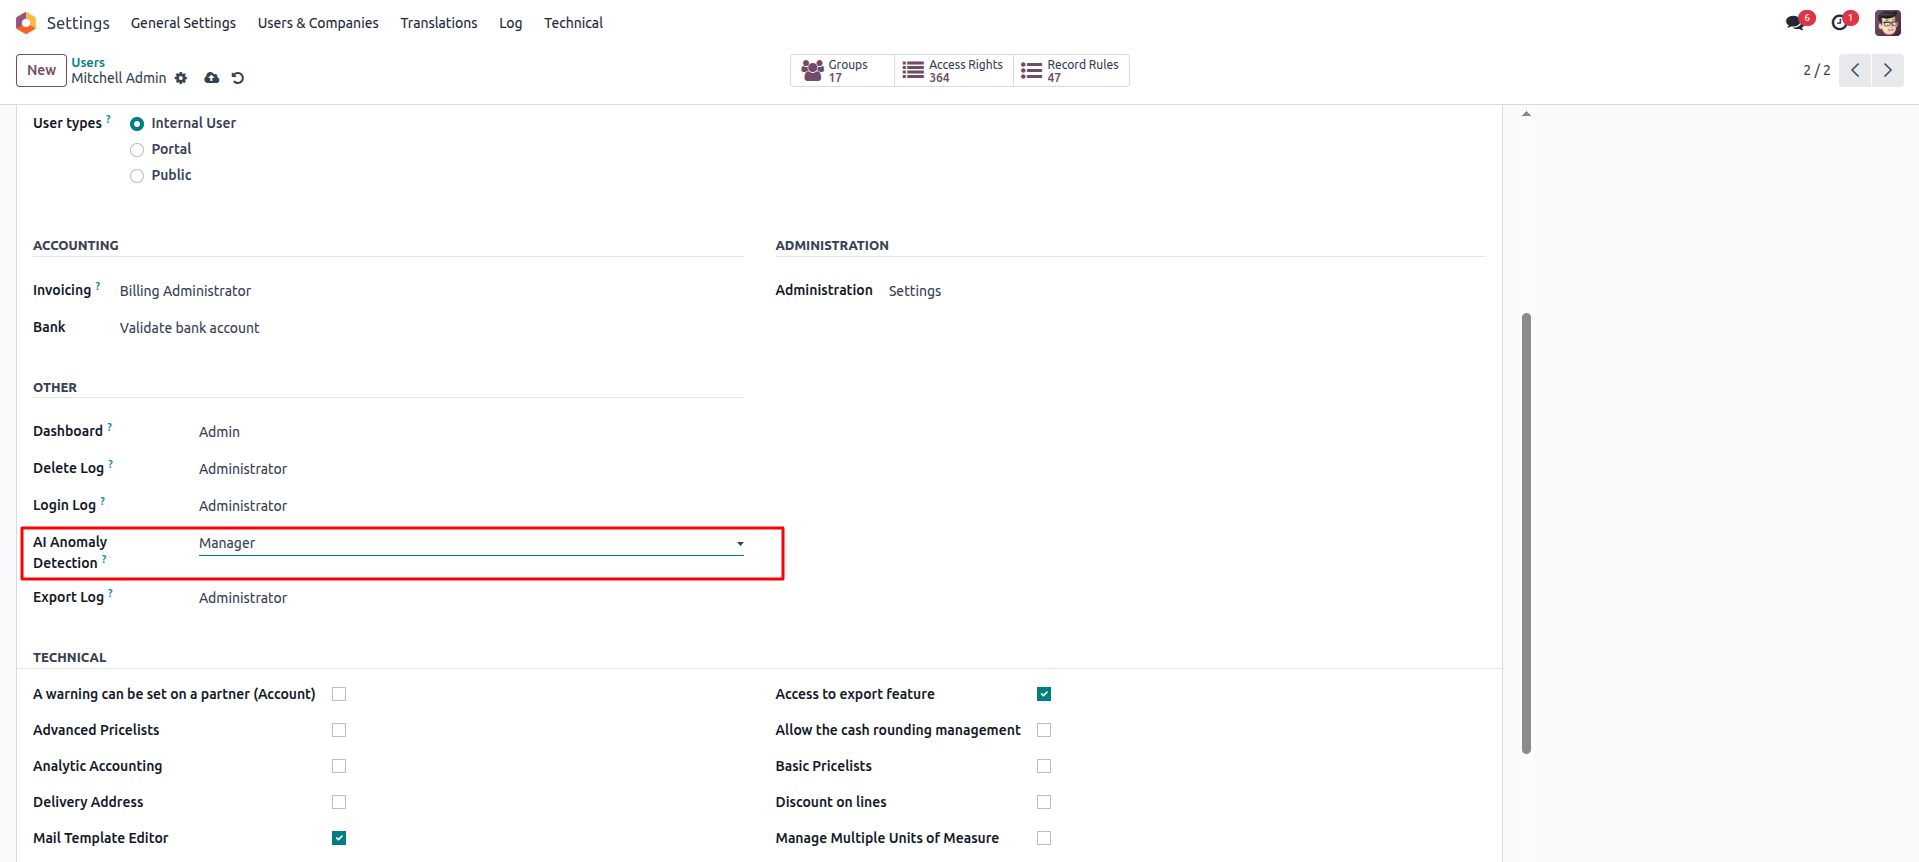 Settings General Settings Users & Companies Translations Log Technical 6 1
New Users
Mitchell Admin
Groups 17
Access Rights 364
Record Rules 47
2 / 2
User types ? Internal User
Portal
Public
ACCOUNTING
Invoicing ? Billing Administrator
Bank Validate bank account
ADMINISTRATION
Administration Settings
OTHER
Dashboard ? Admin
Delete Log ? Administrator
Login Log ? Administrator
AI Anomaly Manager
Detection ?
Export Log ? Administrator
TECHNICAL
A warning can be set on a partner (Account) Access to export feature
Advanced Pricelists Allow the cash rounding management
Analytic Accounting Basic Pricelists
Delivery Address Discount on lines
Mail Template Editor Manage Multiple Units of Measure